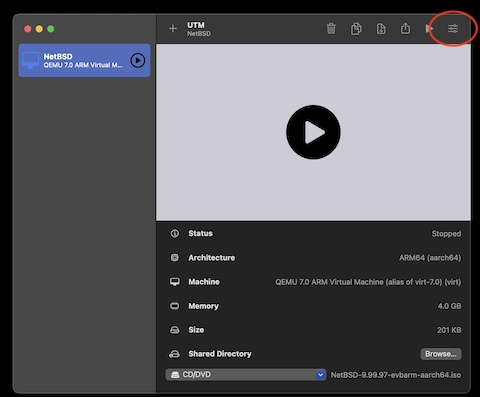 UTM
NetBSD
NetBSD
QEMU 7.0 ARM Virtual M...
Status Stopped
Architecture ARM64 (aarch64)
Machine QEMU 7.0 ARM Virtual Machine (alias of virt-7.0) (virt)
Memory 4.0 GB
Size 201 KB
Shared Directory Browse...
CD/DVD NetBSD-9.99.97-evbarm-aarch64.iso